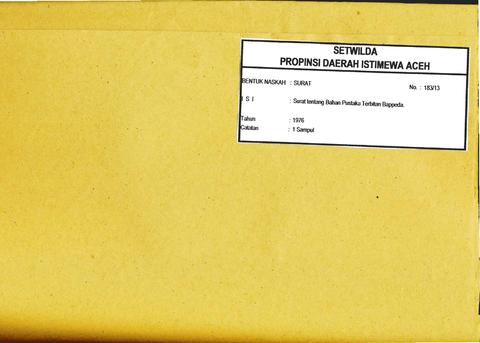 SETWILDA
PROPINSI DAERAH ISTIMEWA ACEH
BENTUK NASKAH : SURAT No. : 183/13
I S I : Surat tentang Bahan Pustaka Terbitan Bappeda.
Tahun : 1976
Catatan : 1 Sampul